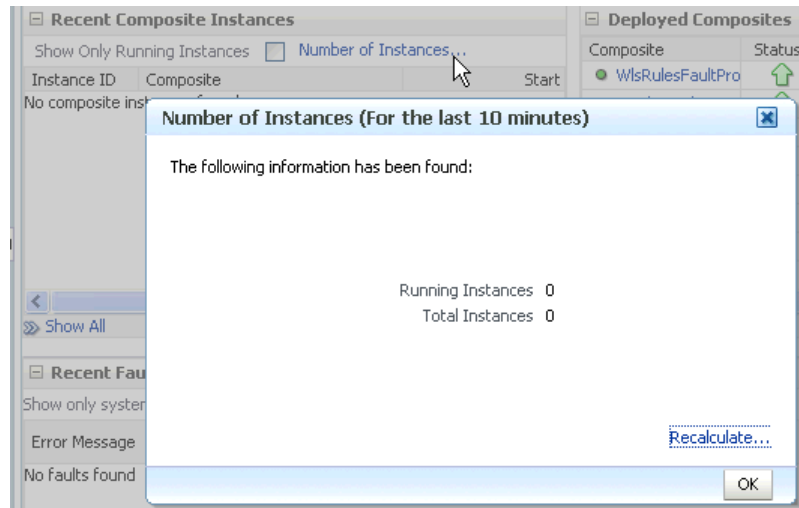 Recent Composite Instances
Show Only Running Instances Number of Instances...
Instance ID Composite Start
No composite
Deployed Composites
Composite Status
WlsRulesFaultPro
Number of Instances (For the last 10 minutes)
The following information has been found:
Running Instances 0
Total Instances 0
Recalculate...
OK
Show All
Recent Fau
Show only syster
Error Message
No faults found